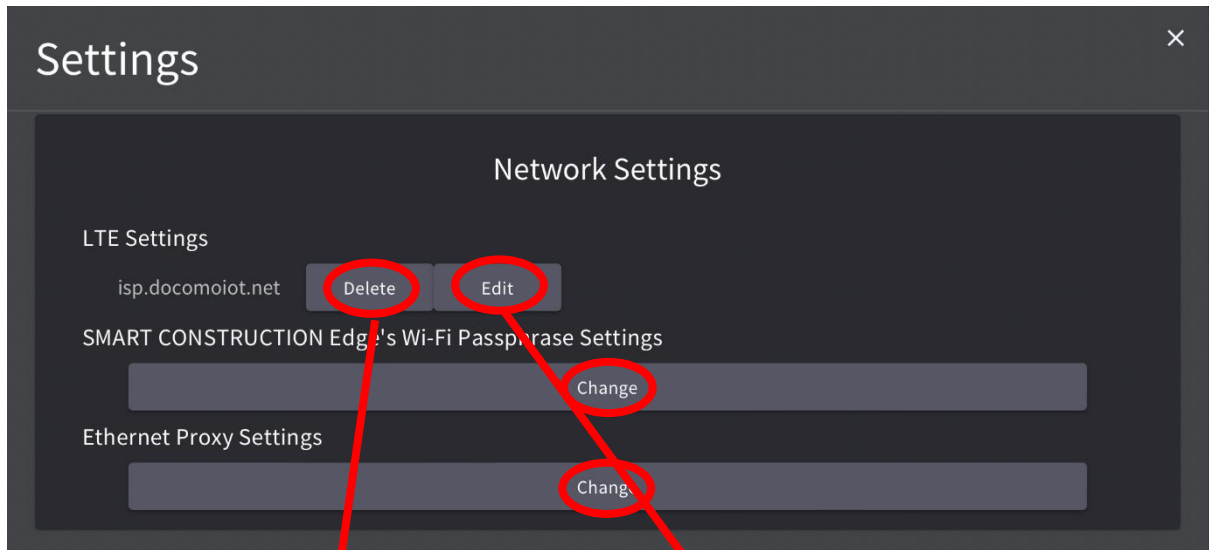 Settings
Network Settings
LTE Settings
isp.docomoiot.net Delete Edit
SMART CONSTRUCTION Edge's Wi-Fi Passphrase Settings
Change
Ethernet Proxy Settings
Change